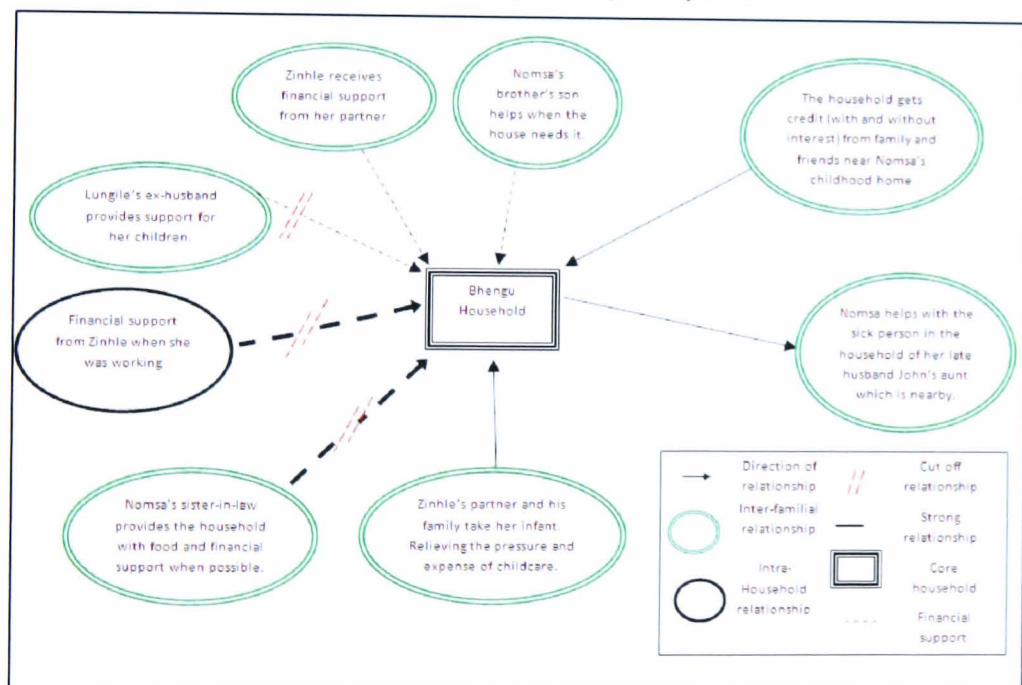 Zinhle receives
financial support
from her partner
Nomsa's
brother's son
helps when the
house needs it.
The household gets
credit (with and without
interest) from family and
friends near Nomsa's
childhood home
Lungile's ex-husband
provides support for
her children.
Bhengu
Household
Financial support
from Zinhle when she
was working
Nomsa helps with the
sick person in the
household of her late
husband John's aunt
which is nearby.
Nomsa's sister-in-law
provides the household
with food and financial
support when possible.
Zinhle's partner and his
family take her infant.
Relieving the pressure and
expense of childcare.
Direction of
relationship
Cut off
relationship
Inter-familial
relationship
Strong
relationship
Intra-
Household
relationship
Core
household
Financial
support